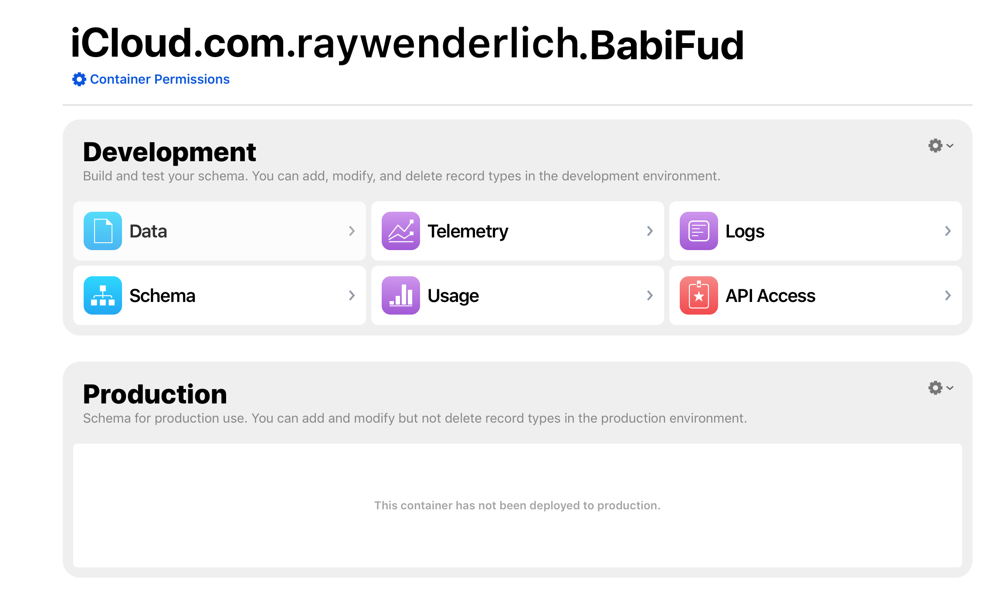 iCloud.com.raywenderlich.BabiFud
Container Permissions
Development
Build and test your schema. You can add, modify, and delete record types in the development environment.
Data
Telemetry
Logs
Schema
Usage
API Access
Production
Schema for production use. You can add and modify but not delete record types in the production environment.
This container has not been deployed to production.